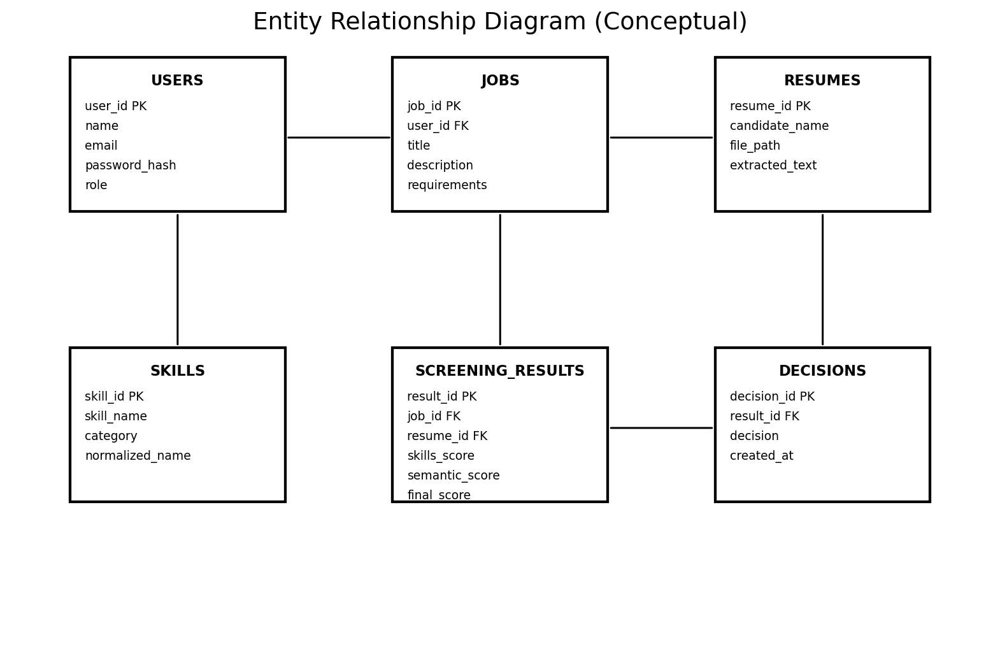 Entity Relationship Diagram (Conceptual)
USERS
user_id PK
name
email
password_hash
role
JOBS
job_id PK
user_id FK
title
description
requirements
RESUMES
resume_id PK
candidate_name
file_path
extracted_text
SKILLS
skill_id PK
skill_name
category
normalized_name
SCREENING_RESULTS
result_id PK
job_id FK
resume_id FK
skills_score
semantic_score
final_score
DECISIONS
decision_id PK
result_id FK
decision
created_at